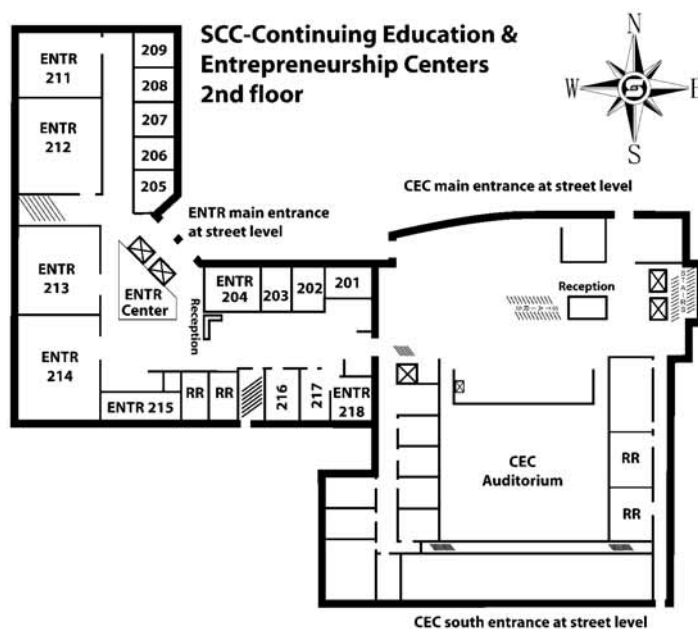 SCC-Continuing Education &
Entrepreneurship Centers
2nd floor
N
W
E
S
ENTR
211
ENTR
212
209
208
207
206
205
ENTR main entrance
at street level
CEC main entrance at street level
ENTR
213
ENTR
Center
ENTR
204
203
202
201
Reception
Reception
STAIRS
STAIRS
ENTR
214
ENTR 215
RR
RR
216
217
ENTR
218
CEC
Auditorium
RR
RR
CEC south entrance at street level